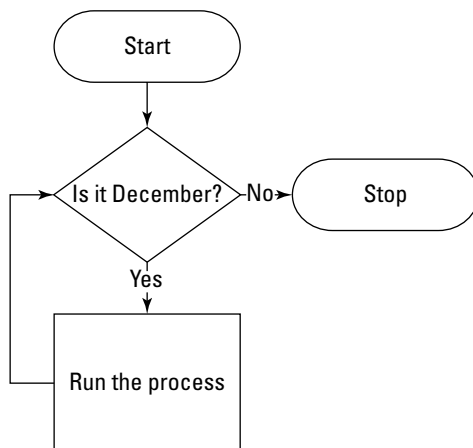 Start
Is it December?
No
Stop
Yes
Run the process